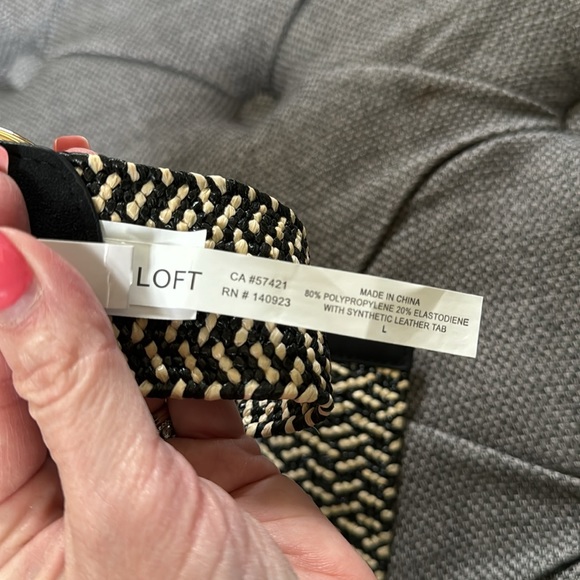 LOFT
CA #57421
RN # 140923
MADE IN CHINA
80% POLYPROPYLENE 20% ELASTODIENE
WITH SYNTHETIC LEATHER TAB
L